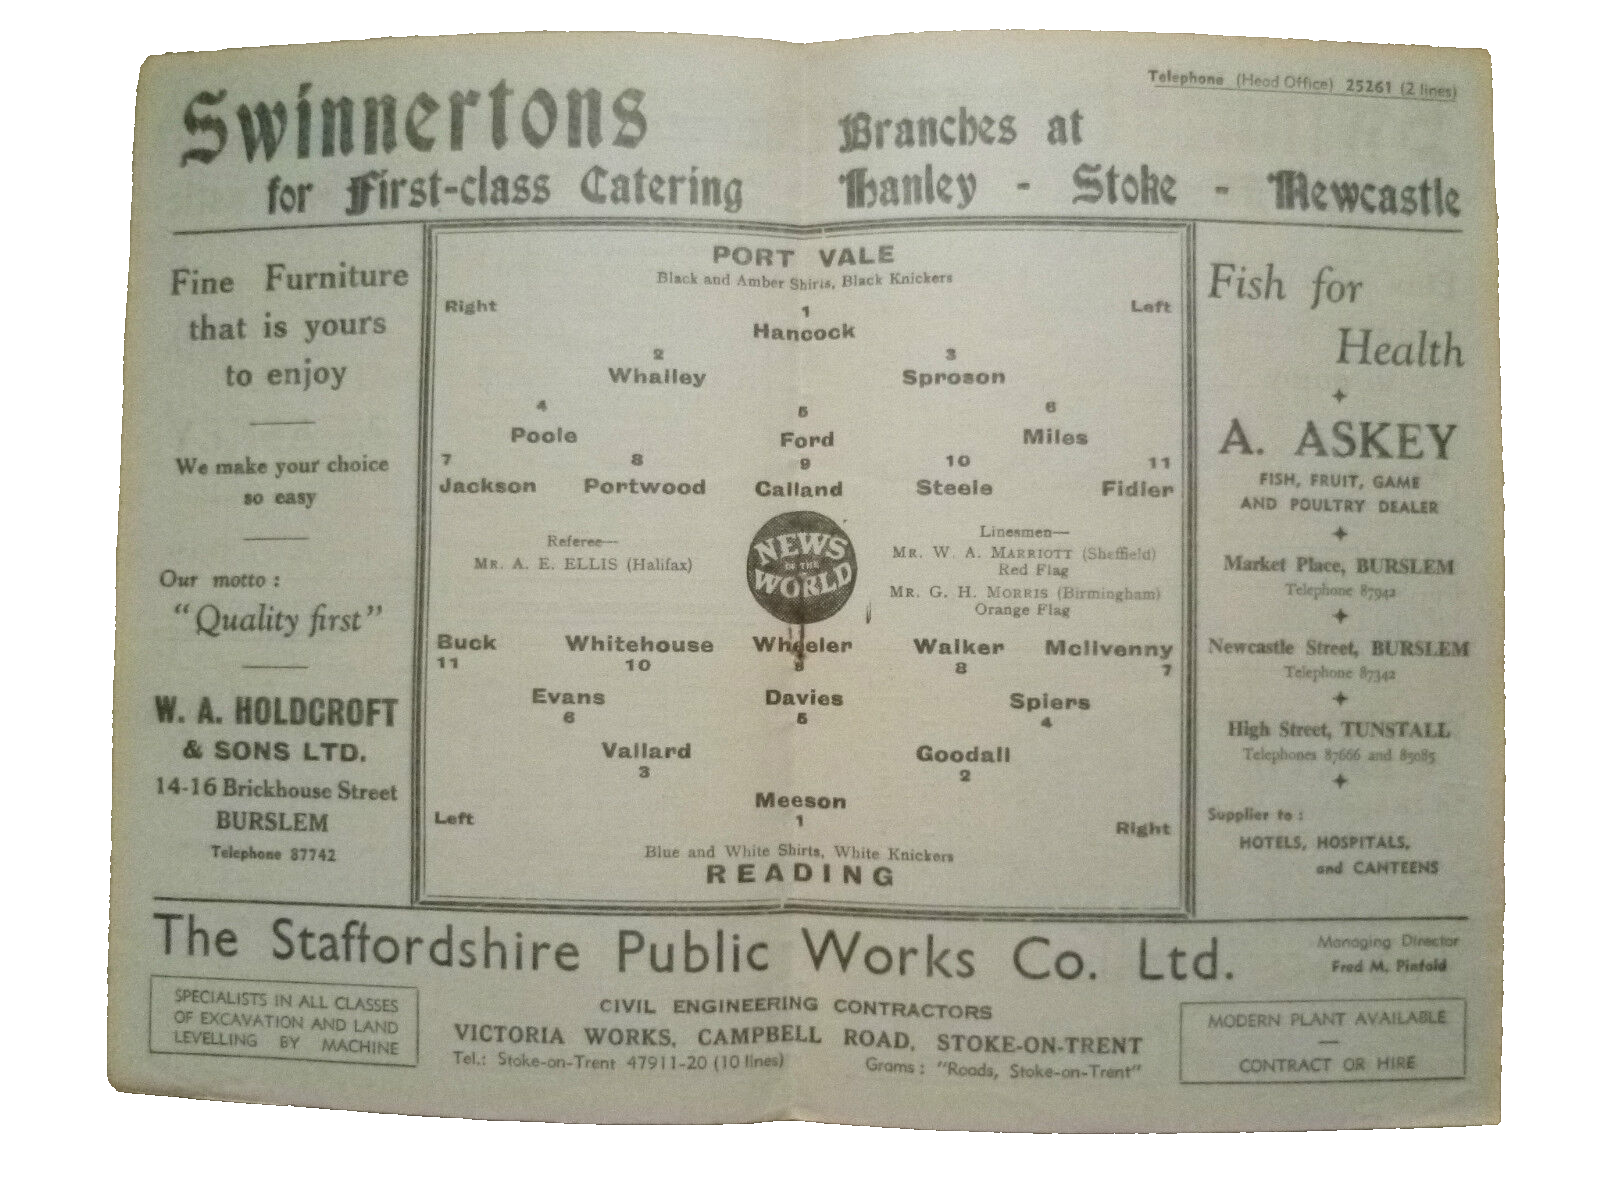 Telephone (Head Office) 25261 (2 lines)
Swinnertons
for First-class Catering
Branches at
Hanley - Stoke - Newcastle
Fine Furniture
that is yours
to enjoy
We make your choice
so easy
Our motto :
"Quality first"
W. A. HOLDCROFT
& SONS LTD.
14-16 Brickhouse Street
BURSLEM
Telephone 87742
PORT VALE
Black and Amber Shirts, Black Knickers
Right
Left
1
Hancock
2
3
Whalley
Sproson
4
5
6
Poole
Ford
Miles
7
8
9
10
11
Jackson
Portwood
Calland
Steele
Fidler
Referee—
Mr. A. E. ELLIS (Halifax)
NEWS
OF THE
WORLD
Linesmen—
Mr. W. A. Marriott (Sheffield)
Red Flag
Mr. G. H. Morris (Birmingham)
Orange Flag
Buck
Whitehouse
Wheeler
Walker
McIlvenny
11
10
9
8
7
Evans
Davies
Spiers
6
5
4
Vallard
Goodall
3
2
Meeson
1
Left
Right
Blue and White Shirts, White Knickers
READING
Fish for
Health
A. ASKEY
FISH, FRUIT, GAME
AND POULTRY DEALER
Market Place, BURSLEM
Telephone 87942
Newcastle Street, BURSLEM
Telephone 87342
High Street, TUNSTALL
Telephones 87666 and 85085
Supplier to :
HOTELS, HOSPITALS,
and CANTEENS
The Staffordshire Public Works Co. Ltd.
Managing Director
Fred M. Pinfold
SPECIALISTS IN ALL CLASSES
OF EXCAVATION AND LAND
LEVELLING BY MACHINE
CIVIL ENGINEERING CONTRACTORS
VICTORIA WORKS, CAMPBELL ROAD, STOKE-ON-TRENT
Tel.: Stoke-on-Trent 47911-20 (10 lines)
Grams : "Roads, Stoke-on-Trent"
MODERN PLANT AVAILABLE
—
CONTRACT OR HIRE